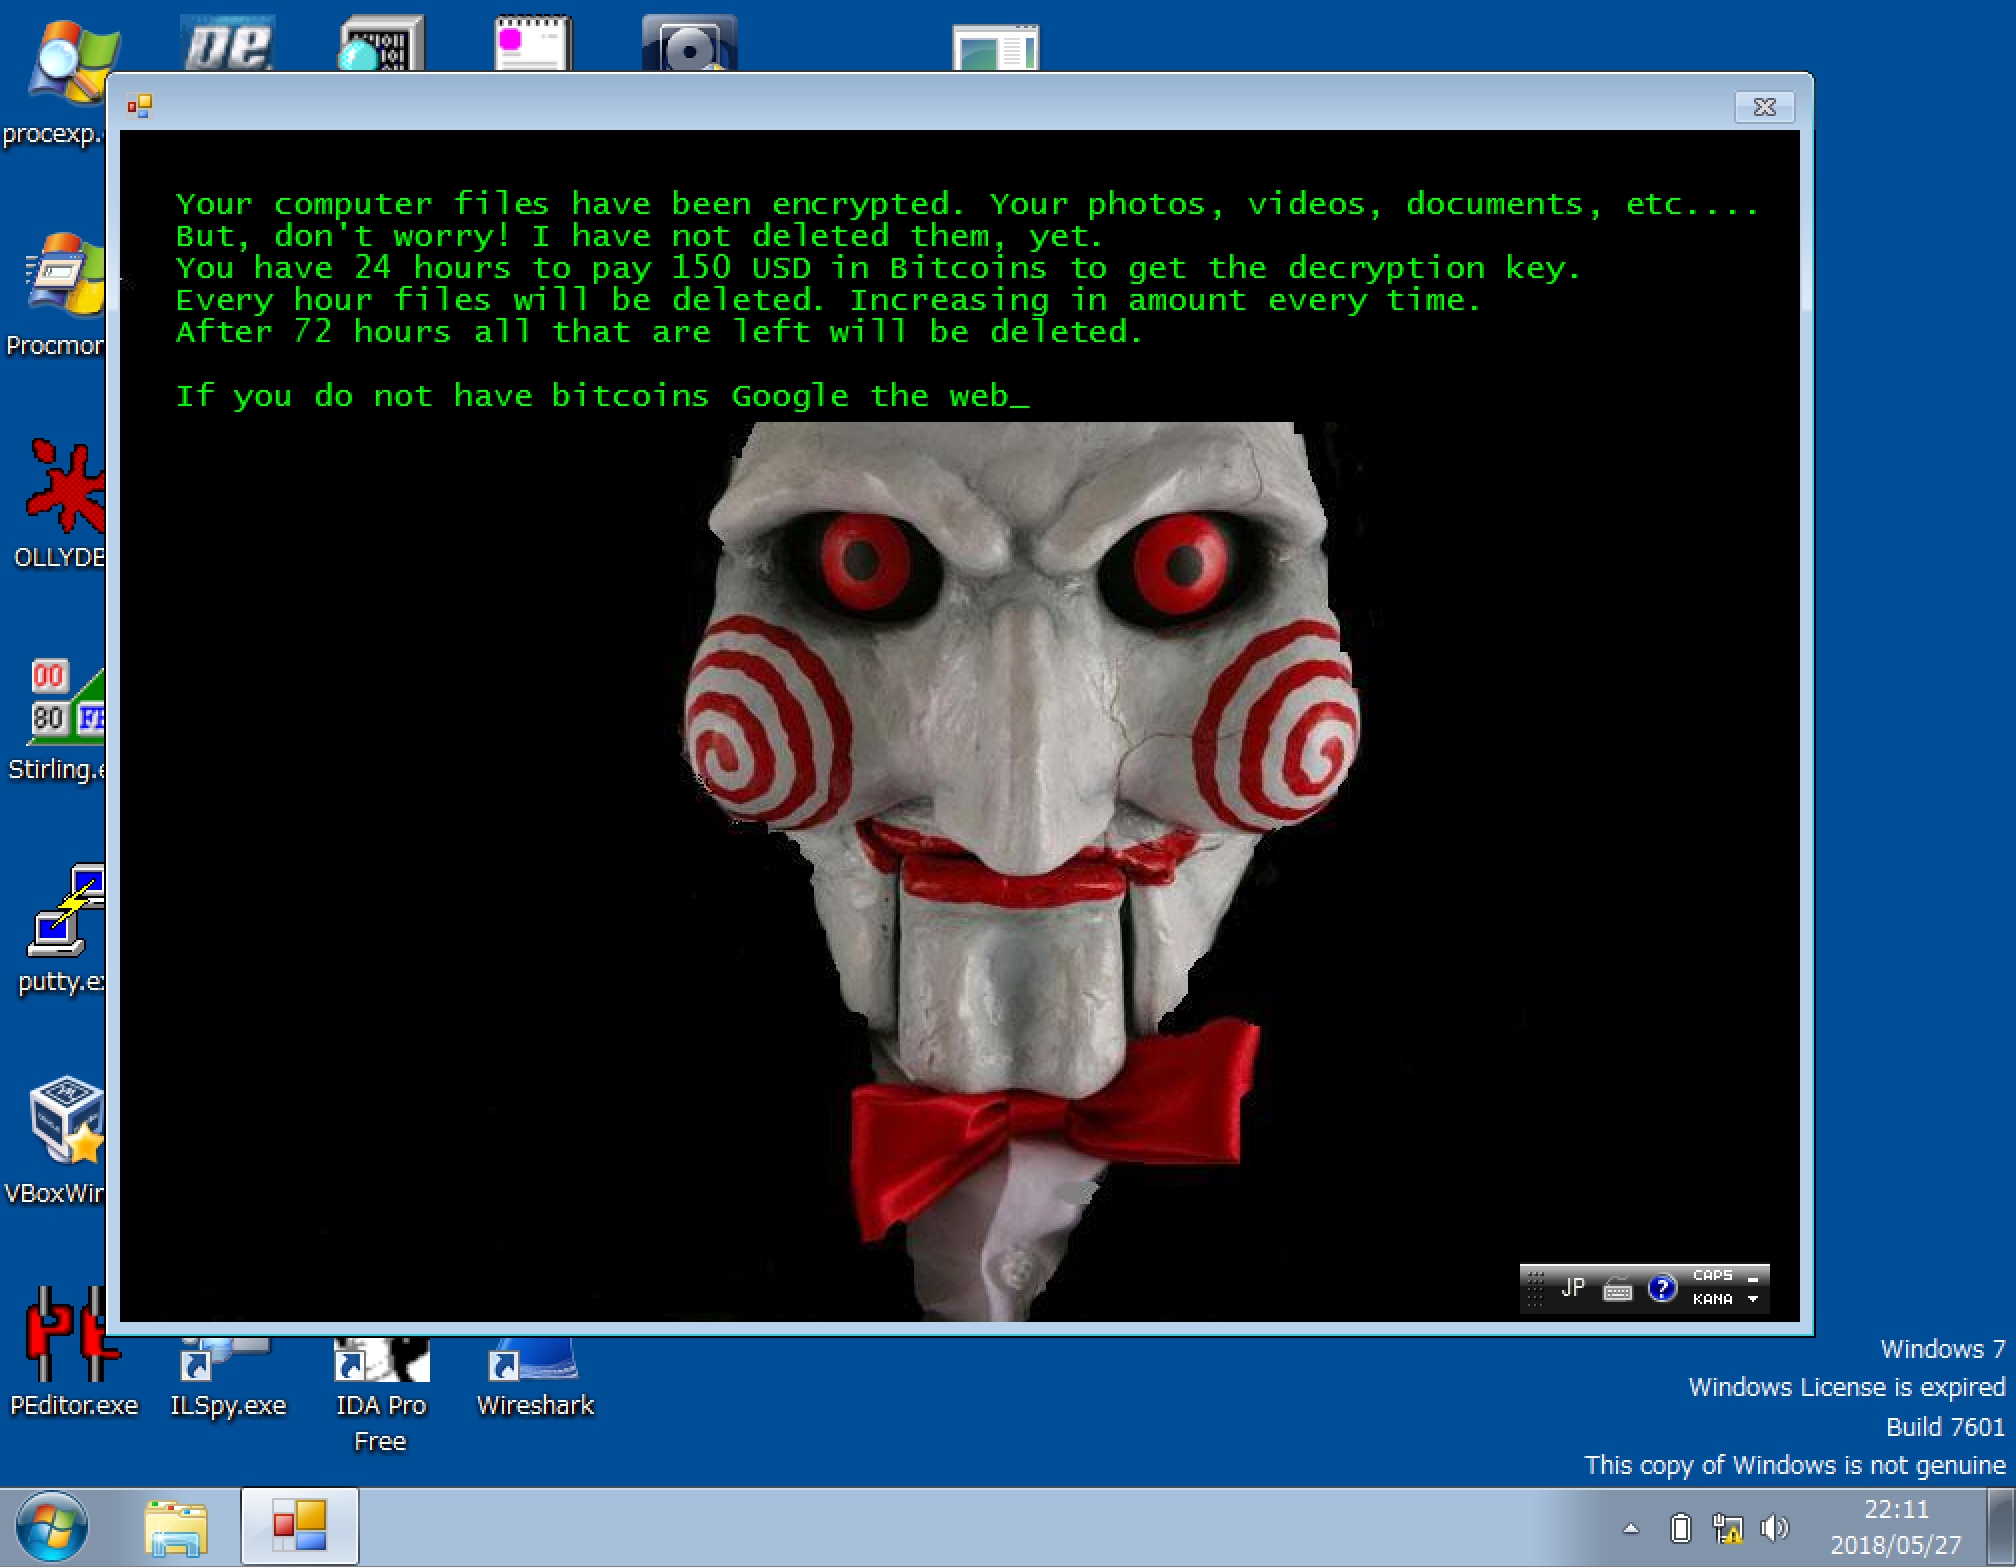 procexp.
Your computer files have been encrypted. Your photos, videos, documents, etc....
But, don't worry! I have not deleted them, yet.
You have 24 hours to pay 150 USD in Bitcoins to get the decryption key.
Every hour files will be deleted. Increasing in amount every time.
After 72 hours all that are left will be deleted.
If you do not have bitcoins Google the web_
Procmor
OLLYDE
00
80
Stirling.e
putty.ex
VBoxWir
JP
CAPS
KANA
PEditor.exe
ILSpy.exe
IDA Pro
Free
Wireshark
Windows 7
Windows License is expired
Build 7601
This copy of Windows is not genuine
22:11
2018/05/27